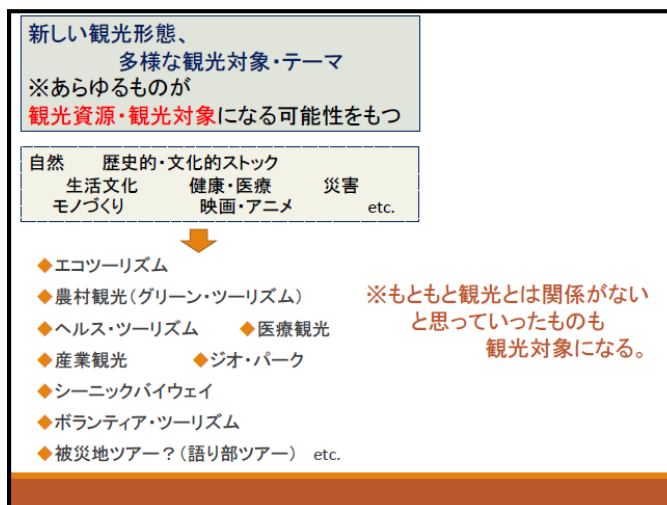 新しい観光形態、
多様な観光対象・テーマ
※あらゆるものが
観光資源・観光対象になる可能性をもつ
自然　歴史的・文化的ストック
生活文化　健康・医療　災害
モノづくり　映画・アニメ　etc.
◆エコツーリズム
◆農村観光(グリーン・ツーリズム)
◆ヘルス・ツーリズム　◆医療観光
◆産業観光　◆ジオ・パーク
◆シーニックバイウェイ
◆ボランティア・ツーリズム
◆被災地ツアー？(語り部ツアー)　etc.
※もともと観光とは関係がない
と思っていったものも
観光対象になる。